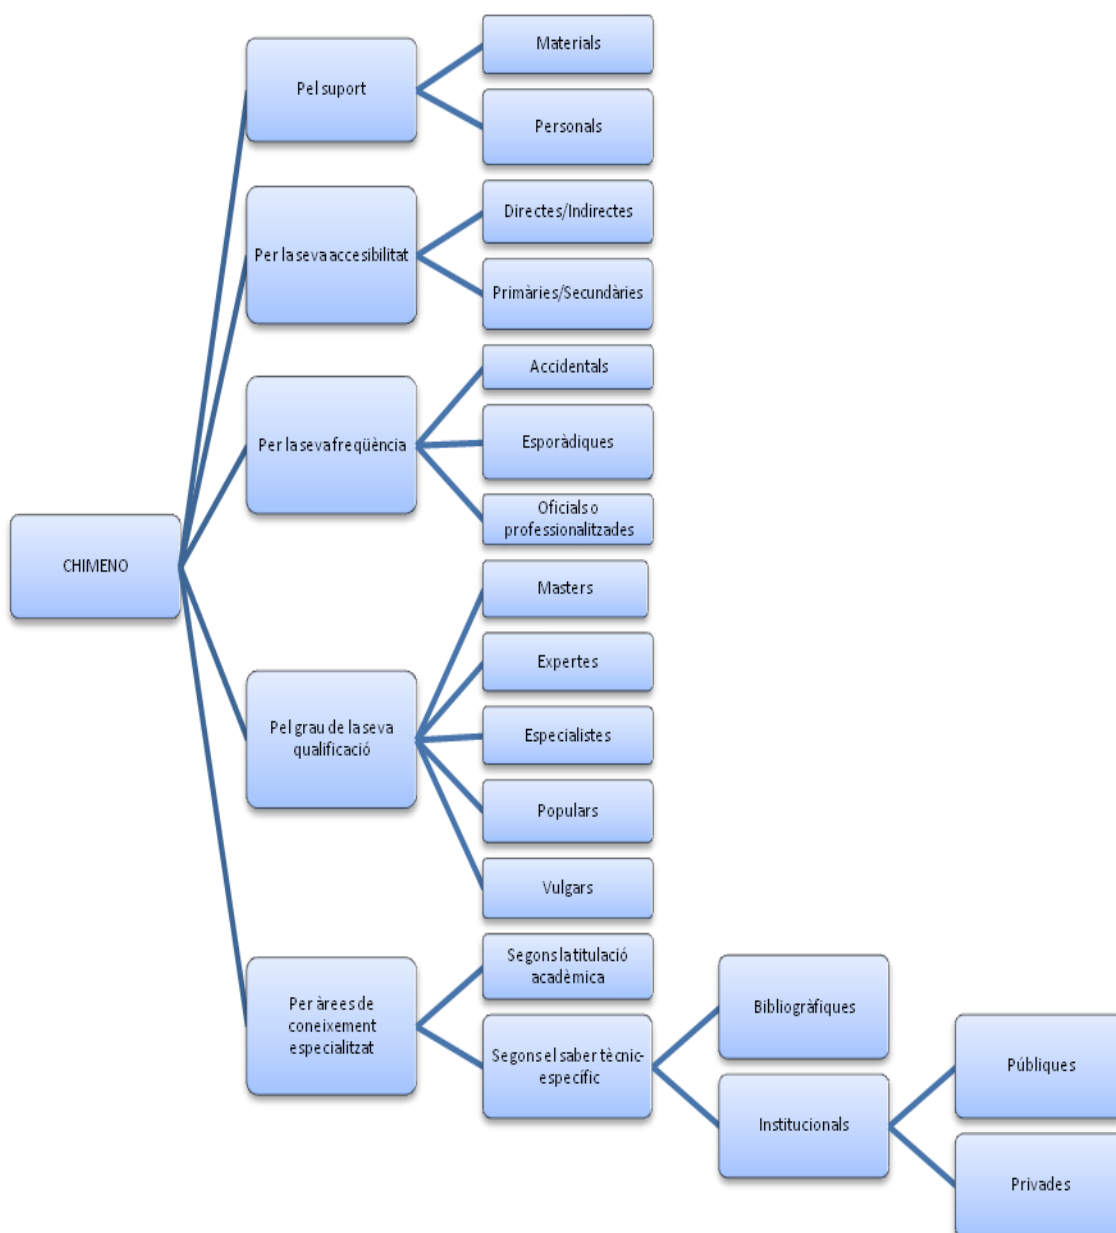 Materials
Pel suport
Personals
Directes/Indirectes
Per la seva accesibilitat
Primàries/Secundàries
Accidentals
Per la seva freqüència
Esporàdiques
Oficials o
professionalitzades
CHIMENO
Masters
Expertes
Pel grau de la seva
qualificació
Especialistes
Populars
Vulgars
Segons la titulació
acadèmica
Per àrees de
coneixement
especialitzat
Segons el saber tècnic-
específic
Bibliogràfiques
Institucionals
Públiques
Privades